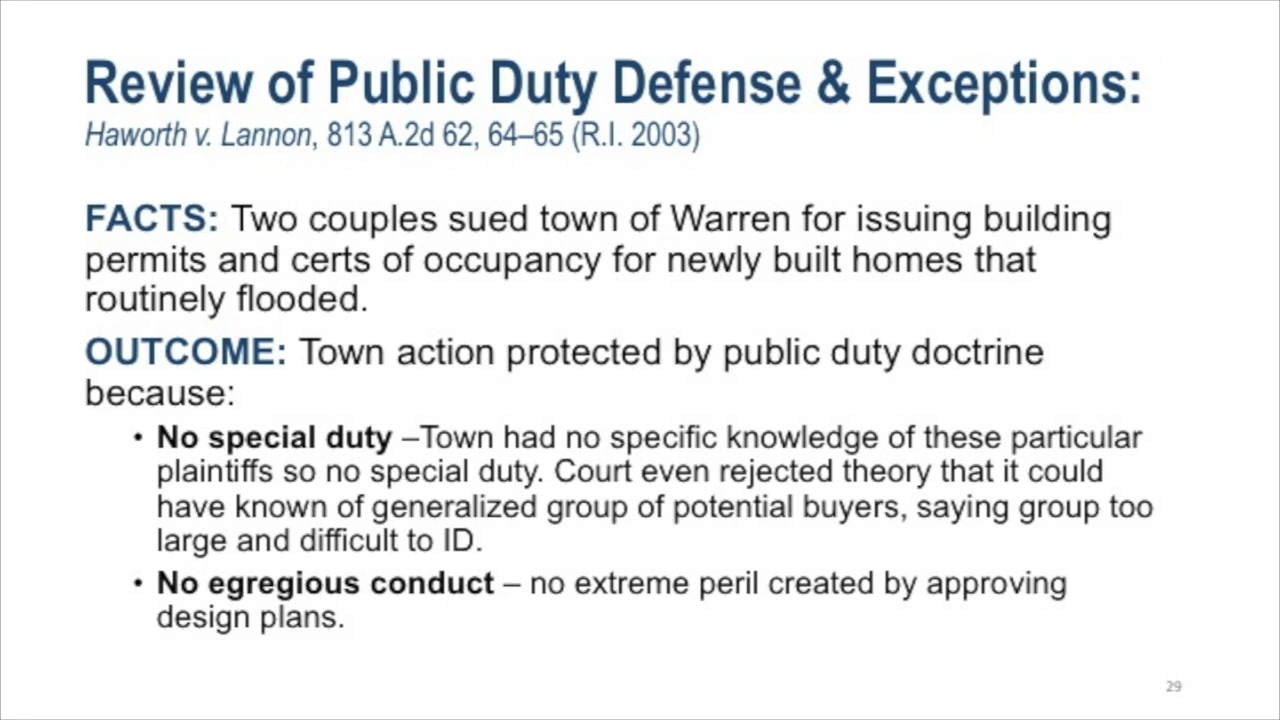 Review of Public Duty Defense & Exceptions:
Haworth v. Lannon, 813 A.2d 62, 64–65 (R.I. 2003)
FACTS: Two couples sued town of Warren for issuing building
permits and certs of occupancy for newly built homes that
routinely flooded.
OUTCOME: Town action protected by public duty doctrine
because:
• No special duty –Town had no specific knowledge of these particular
plaintiffs so no special duty. Court even rejected theory that it could
have known of generalized group of potential buyers, saying group too
large and difficult to ID.
• No egregious conduct – no extreme peril created by approving
design plans.
29